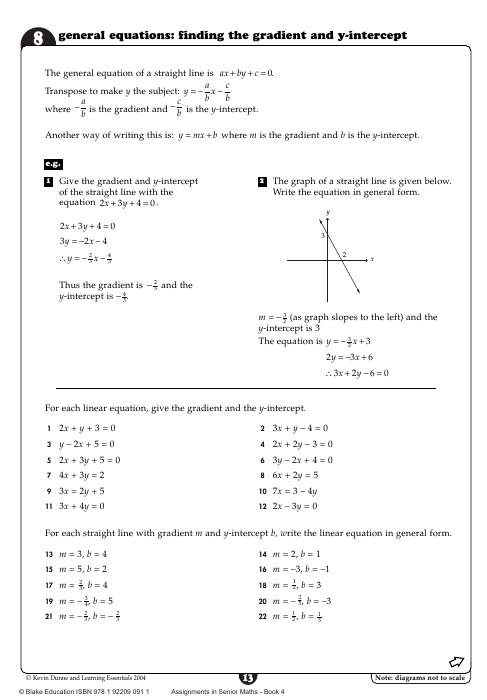 8 general equations: finding the gradient and y-intercept
The general equation of a straight line is ax + by + c = 0.
Transpose to make y the subject: y = −a/b x − c/b
where −a/b is the gradient and −c/b is the y-intercept.
Another way of writing this is: y = mx + b where m is the gradient and b is the y-intercept.
e.g.
1 Give the gradient and y-intercept
of the straight line with the
equation 2x + 3y + 4 = 0.
2x + 3y + 4 = 0
3y = −2x − 4
∴ y = −2/3 x − 4/3
Thus the gradient is −2/3 and the
y-intercept is −4/3.
2 The graph of a straight line is given below.
Write the equation in general form.
y
3
2
x
m = −3/2 (as graph slopes to the left) and the
y-intercept is 3
The equation is y = −3/2 x + 3
2y = −3x + 6
∴ 3x + 2y − 6 = 0
For each linear equation, give the gradient and the y-intercept.
1 2x + y + 3 = 0
2 3x + y − 4 = 0
3 y − 2x + 5 = 0
4 2x + 2y − 3 = 0
5 2x + 3y + 5 = 0
6 3y − 2x + 4 = 0
7 4x + 3y = 2
8 6x + 2y = 5
9 3x = 2y + 5
10 7x = 3 − 4y
11 3x + 4y = 0
12 2x − 3y = 0
For each straight line with gradient m and y-intercept b, write the linear equation in general form.
13 m = 3, b = 4
14 m = 2, b = 1
15 m = 5, b = 2
16 m = −3, b = −1
17 m = 2/3, b = 4
18 m = 1/2, b = 3
19 m = −3/4, b = 5
20 m = −2/5, b = −3
21 m = −2/3, b = −2/3
22 m = 1/2, b = 1/3
© Kevin Dunne and Learning Essentials 2004
13
Note: diagrams not to scale
© Blake Education ISBN 978 1 92209 091 1 Assignments in Senior Maths - Book 4